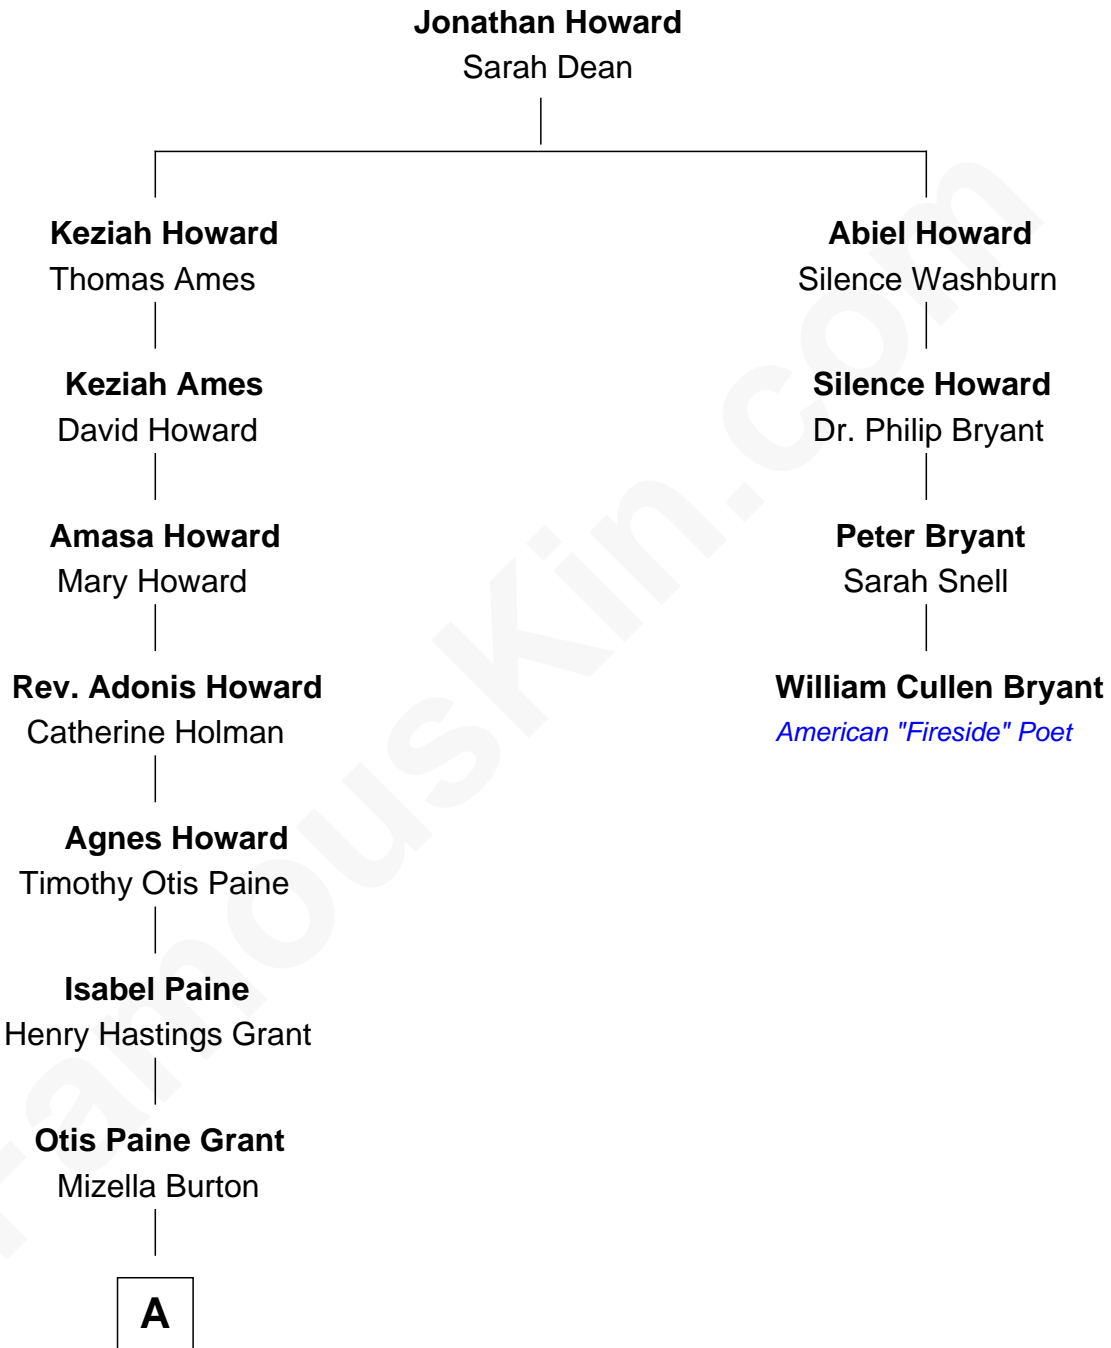 Jonathan Howard
Sarah Dean
Keziah Howard
Thomas Ames
Abiel Howard
Silence Washburn
Keziah Ames
David Howard
Silence Howard
Dr. Philip Bryant
Amasa Howard
Mary Howard
Peter Bryant
Sarah Snell
Rev. Adonis Howard
Catherine Holman
William Cullen Bryant
American "Fireside" Poet
Agnes Howard
Timothy Otis Paine
Isabel Paine
Henry Hastings Grant
Otis Paine Grant
Mizella Burton
A
FamousKin.com